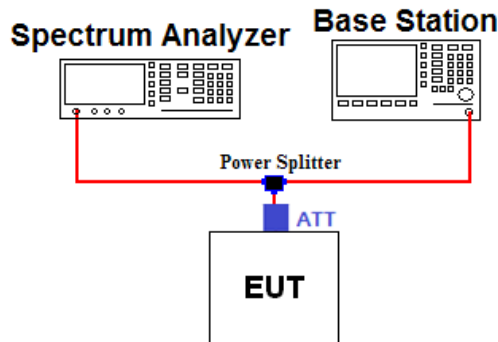 Spectrum Analyzer
Base Station
Power Splitter
ATT
EUT